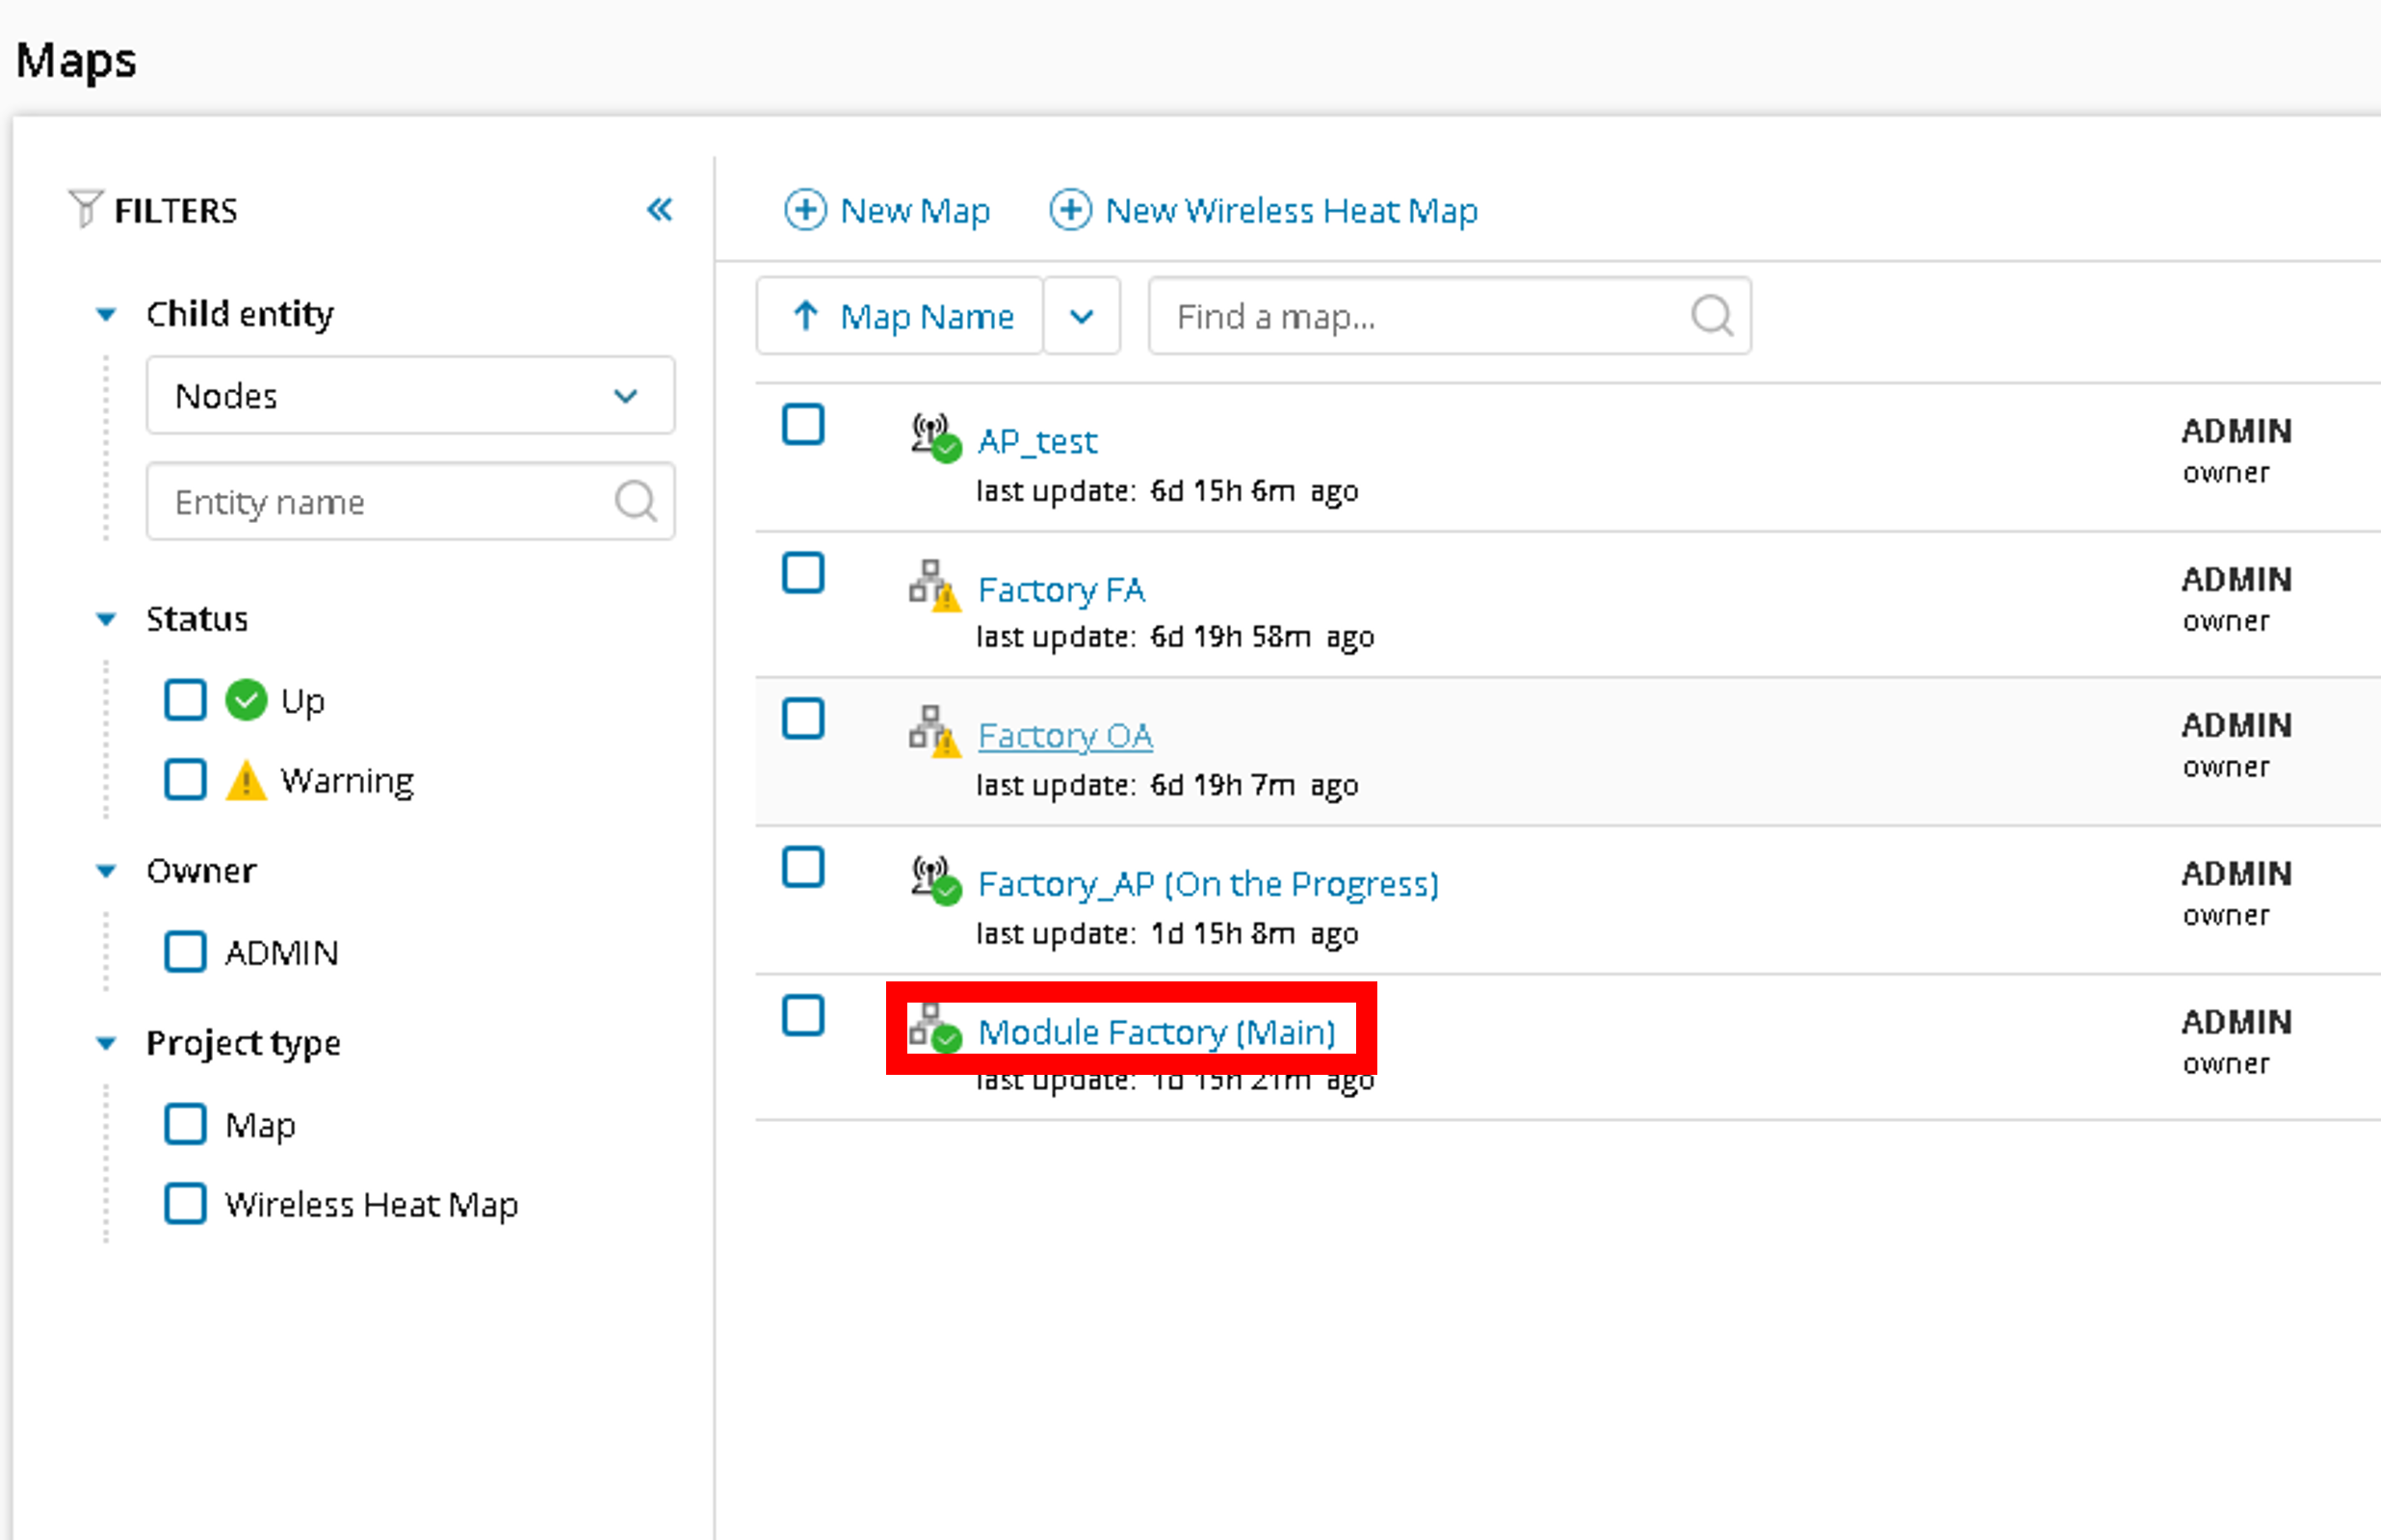 Maps
FILTERS
Child entity
Nodes
Entity name
Status
Up
Warning
Owner
ADMIN
Project type
Map
Wireless Heat Map
New Map
New Wireless Heat Map
Map Name
Find a map...
AP_test
last update: 6d 15h 6m ago
ADMIN
owner
Factory FA
last update: 6d 19h 58m ago
ADMIN
owner
Factory OA
last update: 6d 19h 7m ago
ADMIN
owner
Factory_AP (On the Progress)
last update: 1d 15h 8m ago
ADMIN
owner
Module Factory (Main)
last update: 1d 15h 21m ago
ADMIN
owner